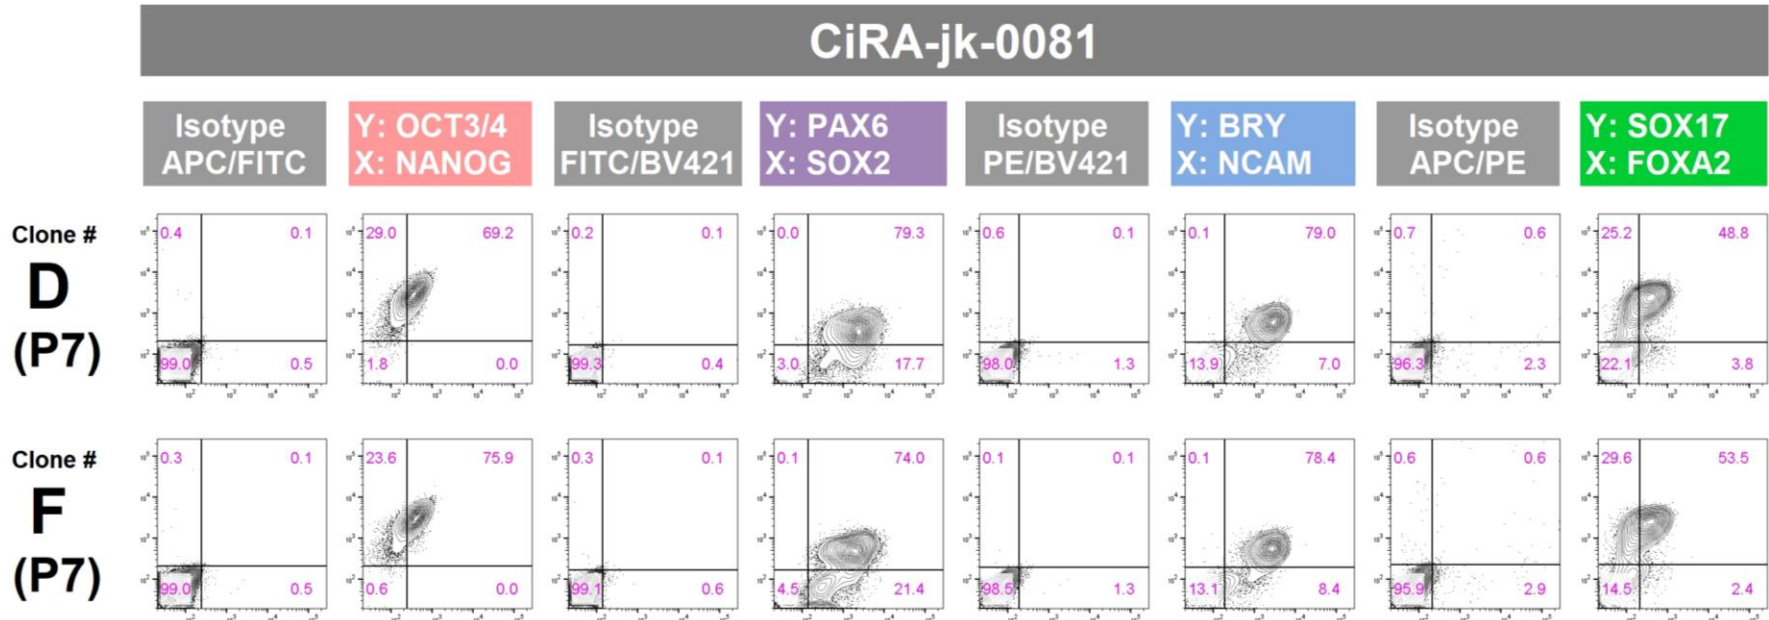 CiRA-jk-0081
Isotype
APC/FITC
Y: OCT3/4
X: NANOG
Isotype
FITC/BV421
Y: PAX6
X: SOX2
Isotype
PE/BV421
Y: BRY
X: NCAM
Isotype
APC/PE
Y: SOX17
X: FOXA2
Clone #
D
(P7)
0.4 0.1
99.0 0.5
29.0 69.2
1.8 0.0
0.2 0.1
99.3 0.4
0.0 79.3
3.0 17.7
0.6 0.1
98.0 1.3
0.1 79.0
13.9 7.0
0.7 0.6
96.3 2.3
25.2 48.8
22.1 3.8
Clone #
F
(P7)
0.3 0.1
99.0 0.5
23.6 75.9
0.6 0.0
0.3 0.1
99.1 0.6
0.1 74.0
4.5 21.4
0.1 0.1
98.5 1.3
0.1 78.4
13.1 8.4
0.6 0.6
95.9 2.9
29.6 53.5
14.5 2.4